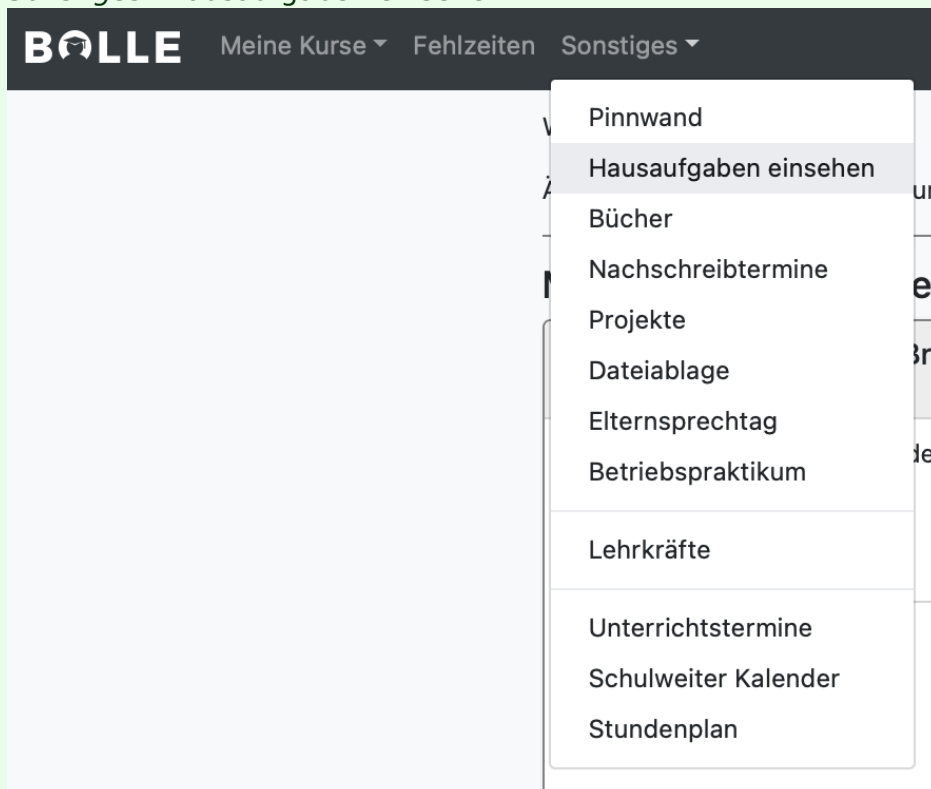 BOLLE Meine Kurse Fehlzeiten Sonstiges
Pinnwand
Hausaufgaben einsehen
Bücher
Nachschreibtermine
Projekte
Dateiablage
Elternsprechtag
Betriebspraktikum
Lehrkräfte
Unterrichtstermine
Schulweiter Kalender
Stundenplan